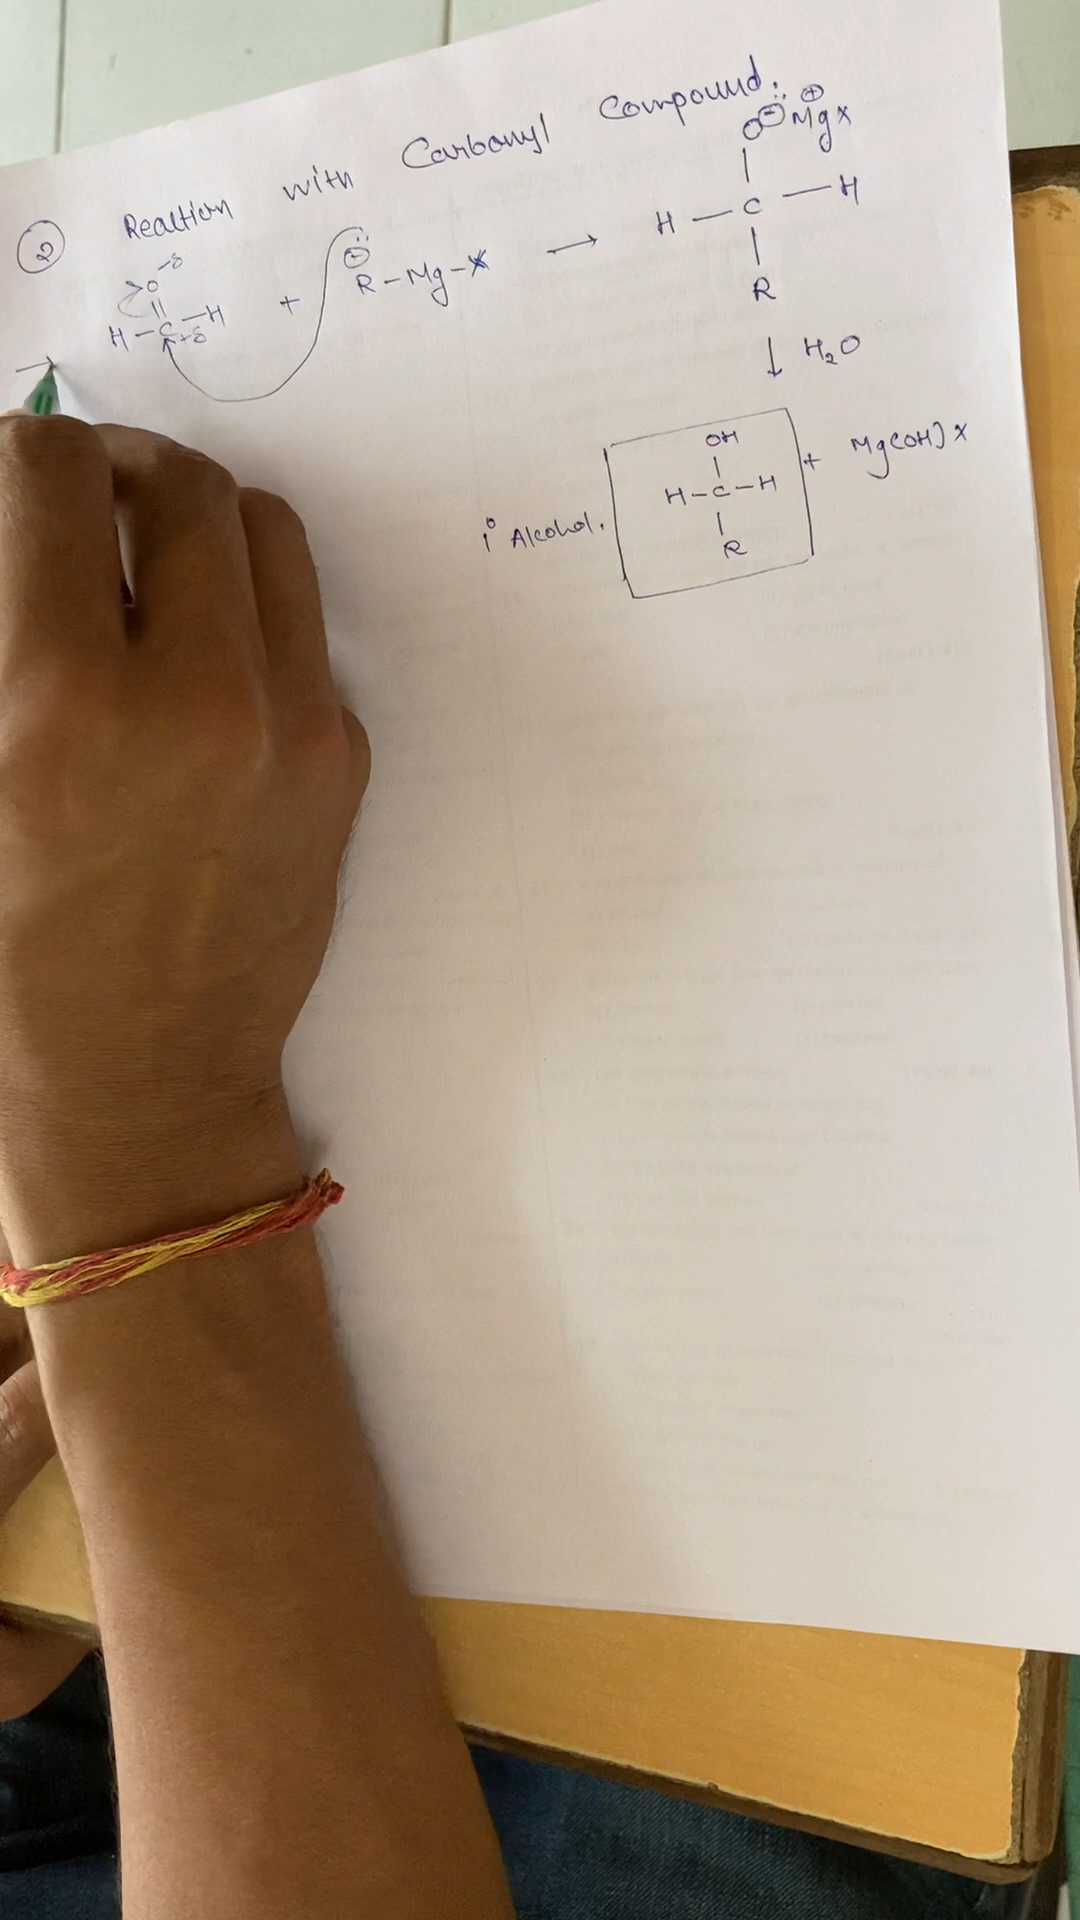 ② Reaction with Carbonyl Compound.
O -δ
||
H – C – H
+δ
+
⊖
R – Mg – X
→
O⊖ ⊕MgX
|
H — C — H
|
R
↓ H₂O
OH
|
H – C – H
|
R
+ Mg(OH)X
1° Alcohol.
→